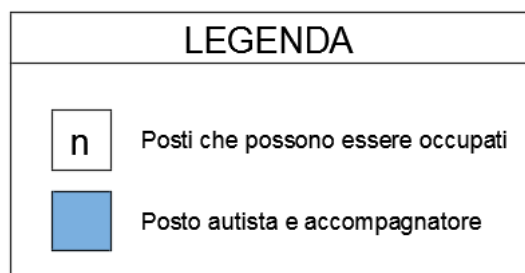 LEGENDA
n Posti che possono essere occupati
Posto autista e accompagnatore